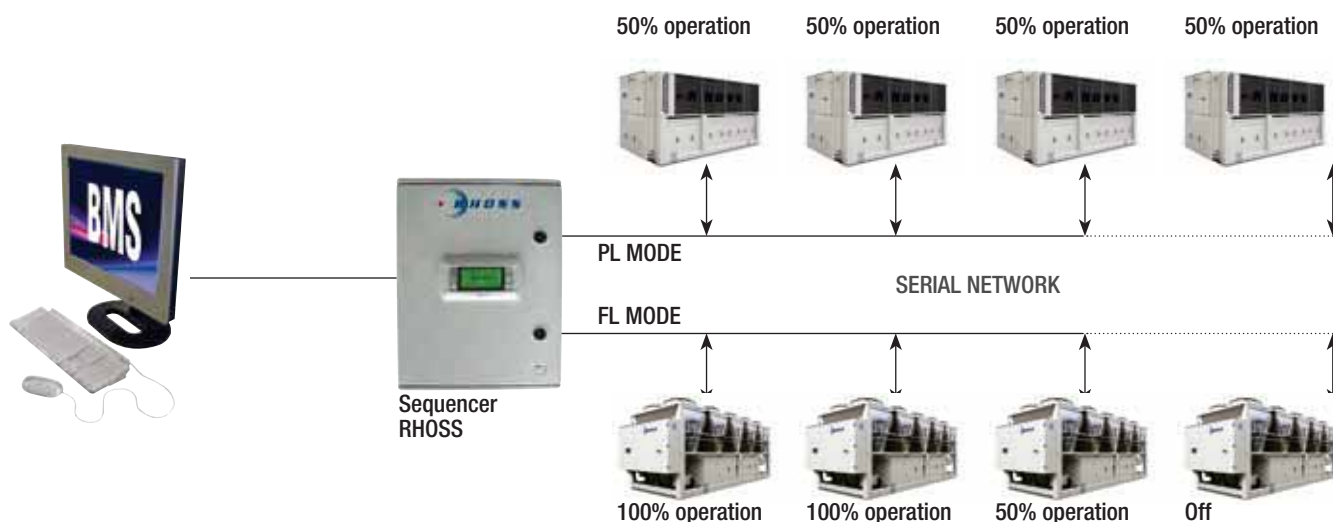 50% operation 50% operation 50% operation 50% operation
BMS
RHOSS
PL MODE
SERIAL NETWORK
FL MODE
Sequencer
RHOSS
100% operation 100% operation 50% operation Off